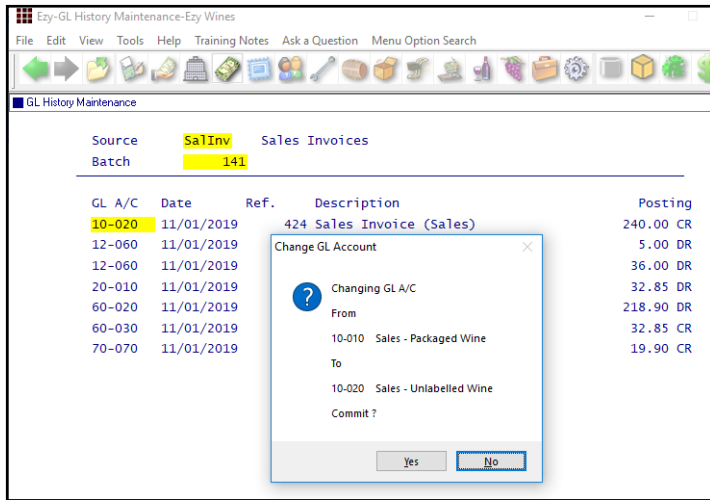 Ezy-GL History Maintenance-Ezy Wines
File Edit View Tools Help Training Notes Ask a Question Menu Option Search
GL History Maintenance
Source SalInv Sales Invoices
Batch 141
GL A/C Date Ref. Description Posting
10-020 11/01/2019 424 Sales Invoice (Sales) 240.00 CR
12-060 11/01/2019 5.00 DR
12-060 11/01/2019 36.00 DR
20-010 11/01/2019 32.85 DR
60-020 11/01/2019 218.90 DR
60-030 11/01/2019 32.85 CR
70-070 11/01/2019 19.90 CR
Change GL Account
Changing GL A/C
From
10-010 Sales - Packaged Wine
To
10-020 Sales - Unlabelled Wine
Commit ?
Yes No